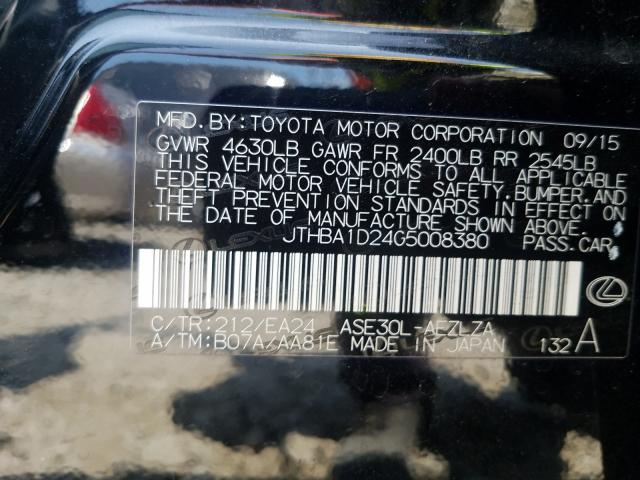 MFD. BY: TOYOTA MOTOR CORPORATION 09/15
GVWR 4630LB GAWR FR 2400LB RR 2545LB
THIS VEHICLE CONFORMS TO ALL APPLICABLE
FEDERAL MOTOR VEHICLE SAFETY, BUMPER, AND
THEFT PREVENTION STANDARDS IN EFFECT ON
THE DATE OF MANUFACTURE SHOWN ABOVE.
JTHBA1D24G5008380 PASS. CAR
C/TR: 212/EA24 ASE30L-AEZLZA
A/TM: B07A/AA81E MADE IN JAPAN 132 A